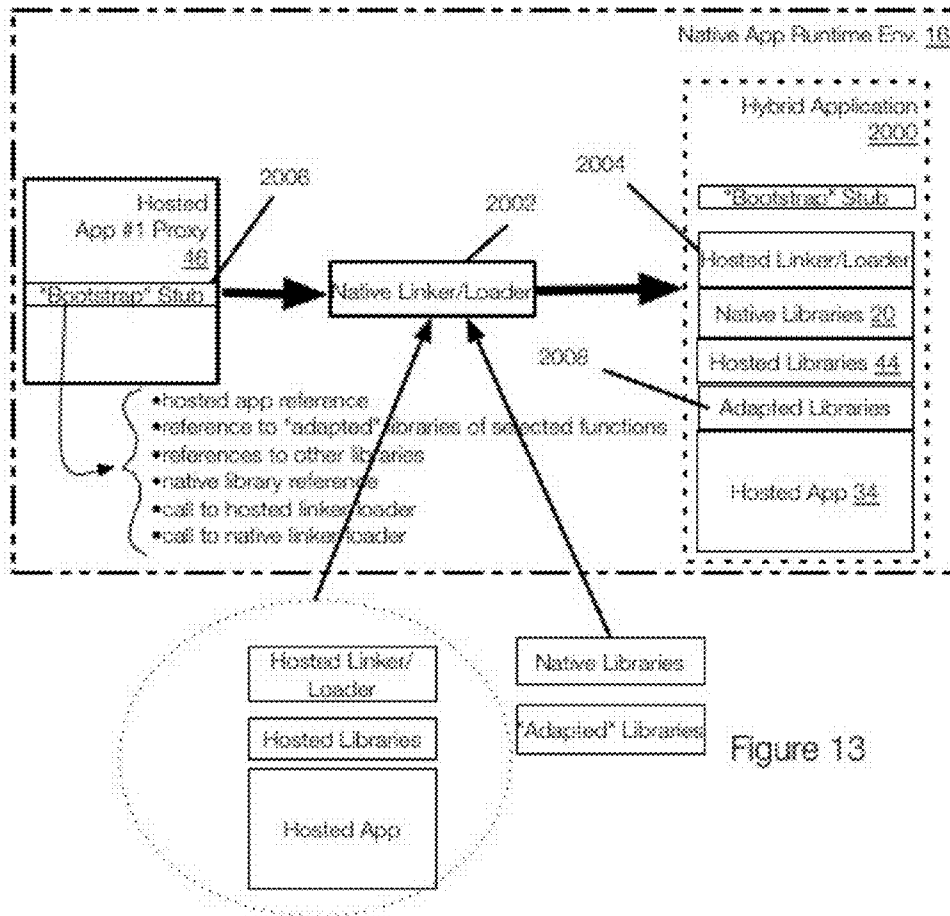 Native App Runtime Env. 16
Hybrid Application
2000
2008
2004
2002
Hosted
App #1 Proxy
46
"Bootstrap" Stub
"Bootstrap" Stub
Native Linker/Loader
Hosted Linker/Loader
Native Libraries 20
2006
Hosted Libraries 44
Adapted Libraries
Hosted App 34
•hosted app reference
•reference to "adapted" libraries of selected functions
•references to other libraries
•native library reference
•call to hosted linker/loader
•call to native linker/loader
Hosted Linker/
Loader
Hosted Libraries
Hosted App
Native Libraries
"Adapted" Libraries
Figure 13